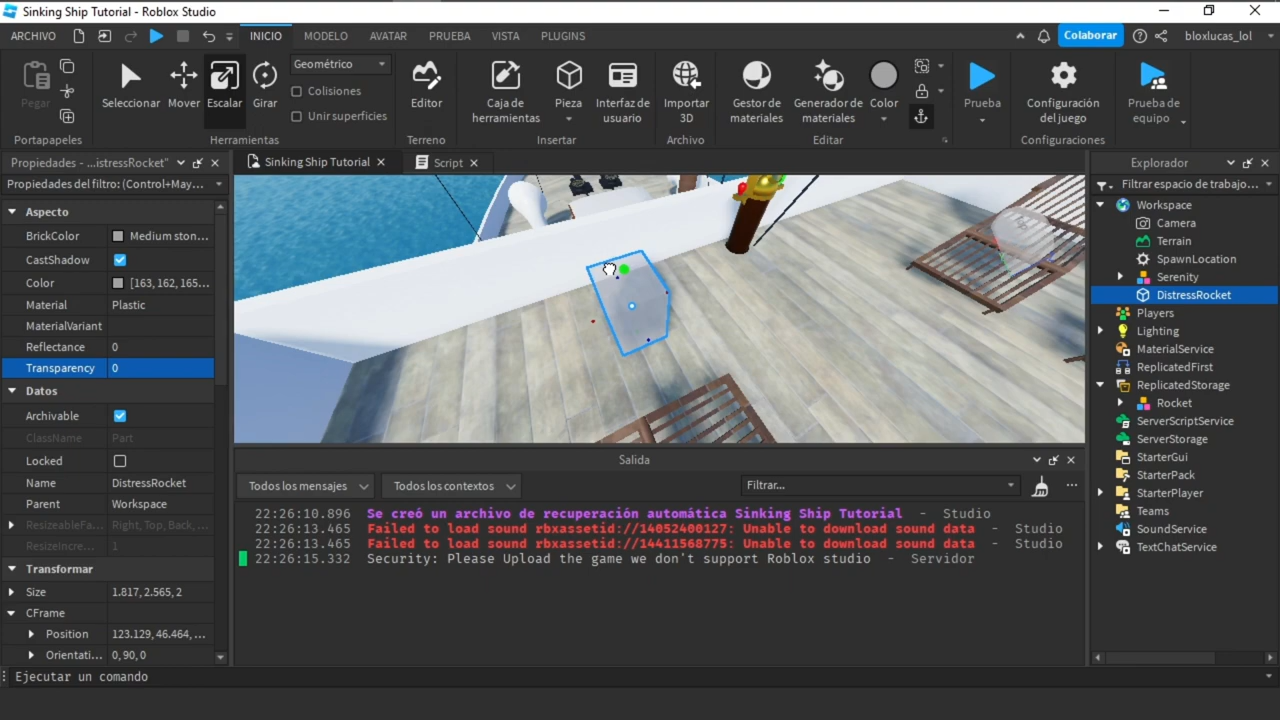 Sinking Ship Tutorial - Roblox Studio
ARCHIVO
INICIO
MODELO
AVATAR
PRUEBA
VISTA
PLUGINS
Colaborar
bloxlucas_lol
Pegar
Seleccionar
Mover
Escalar
Girar
Geométrico
Colisiones
Unir superficies
Editor
Caja de herramientas
Pieza
Interfaz de usuario
Importar 3D
Gestor de materiales
Generador de materiales
Color
Prueba
Configuración del juego
Prueba de equipo
Portapapeles
Herramientas
Terreno
Insertar
Archivo
Editar
Configuraciones
Propiedades - ...istressRocket"
Sinking Ship Tutorial
Script
Explorador
Propiedades del filtro: (Control+May...
Aspecto
BrickColor Medium ston...
CastShadow
Color [163, 162, 165...
Material Plastic
MaterialVariant
Reflectance 0
Transparency 0
Datos
Archivable
ClassName Part
Locked
Name DistressRocket
Parent Workspace
ResizeableFa... Right, Top, Back, ...
ResizeIncre... 1
Transformar
Size 1.817, 2.565, 2
CFrame
Position 123.129, 46.464, ...
Orientati... 0, 90, 0
Salida
Todos los mensajes
Todos los contextos
Filtrar...
22:26:10.896 Se creó un archivo de recuperación automática Sinking Ship Tutorial - Studio
22:26:13.465 Failed to load sound rbxassetid://14052400127: Unable to download sound data - Studio
22:26:13.465 Failed to load sound rbxassetid://14411568775: Unable to download sound data - Studio
22:26:15.332 Security: Please Upload the game we don't support Roblox studio - Servidor
Filtrar espacio de trabajo...
Workspace
Camera
Terrain
SpawnLocation
Serenity
DistressRocket
Players
Lighting
MaterialService
ReplicatedFirst
ReplicatedStorage
Rocket
ServerScriptService
ServerStorage
StarterGui
StarterPack
StarterPlayer
Teams
SoundService
TextChatService
Ejecutar un comando